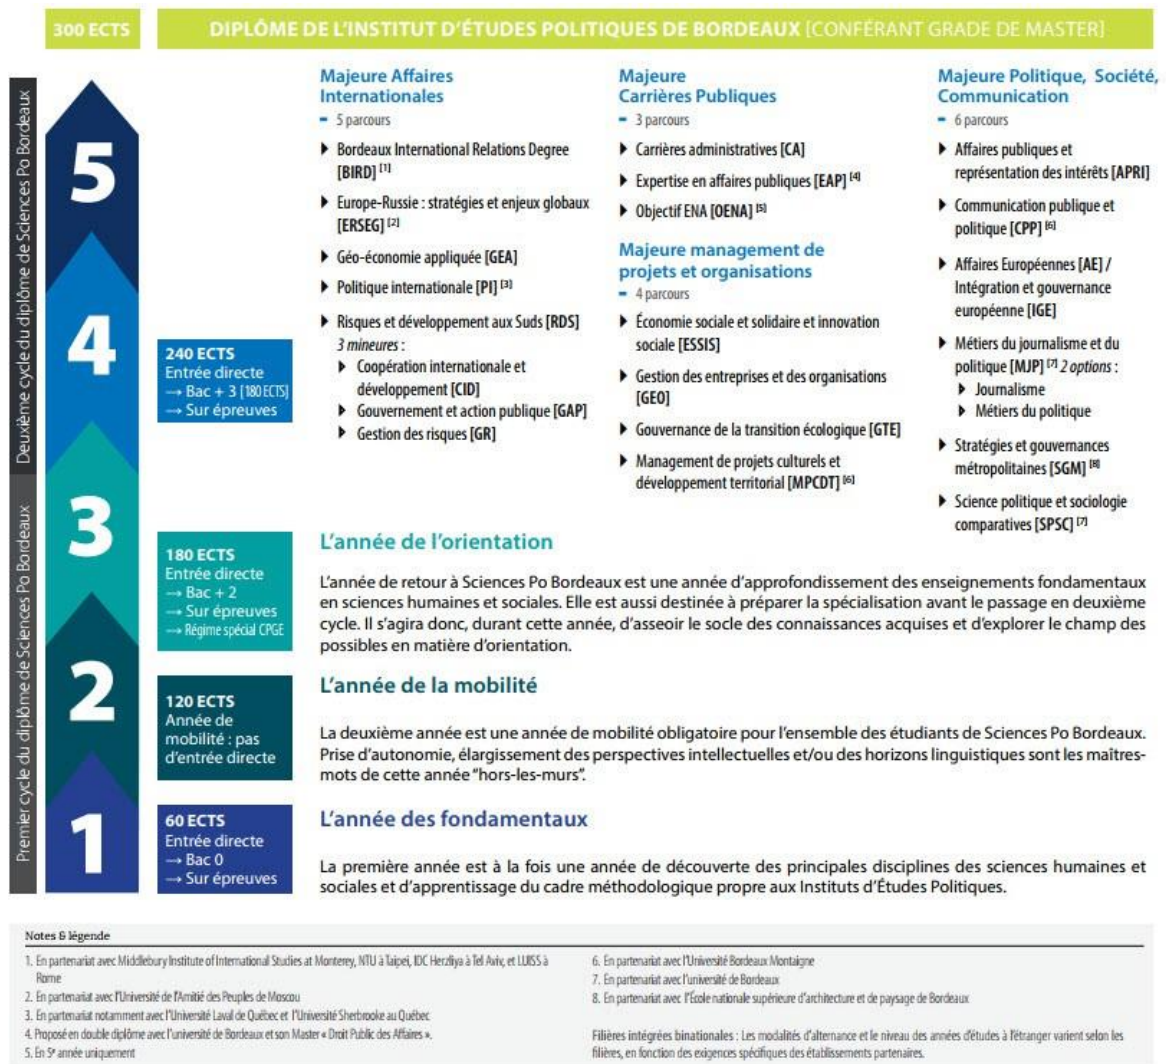 300 ECTS
DIPLÔME DE L'INSTITUT D'ÉTUDES POLITIQUES DE BORDEAUX [CONFÉRANT GRADE DE MASTER]
Deuxième cycle du diplôme de Sciences Po Bordeaux
Premier cycle du diplôme de Sciences Po Bordeaux
5
4
3
2
1
Majeure Affaires
Internationales
- 5 parcours
Bordeaux International Relations Degree
[BIRD] [1]
Europe-Russie : stratégies et enjeux globaux
[ERSEG] [2]
Géo-économie appliquée [GEA]
Politique internationale [PI] [3]
Risques et développement aux Suds [RDS]
3 mineures :
Coopération internationale et
développement [CID]
Gouvernement et action publique [GAP]
Gestion des risques [GR]
Majeure
Carrières Publiques
- 3 parcours
Carrières administratives [CA]
Expertise en affaires publiques [EAP] [4]
Objectif ENA [OENA] [5]
Majeure management de
projets et organisations
- 4 parcours
Économie sociale et solidaire et innovation
sociale [ESSIS]
Gestion des entreprises et des organisations
[GEO]
Gouvernance de la transition écologique [GTE]
Management de projets culturels et
développement territorial [MPCDT] [6]
Majeure Politique, Société,
Communication
- 6 parcours
Affaires publiques et
représentation des intérêts [APRI]
Communication publique et
politique [CPP] [6]
Affaires Européennes [AE] /
Intégration et gouvernance
européenne [IGE]
Métiers du journalisme et du
politique [MJP] [7] 2 options :
Journalisme
Métiers du politique
Stratégies et gouvernances
métropolitaines [SGM] [8]
Science politique et sociologie
comparatives [SPSC] [7]
240 ECTS
Entrée directe
→ Bac + 3 [180 ECTS]
→ Sur épreuves
180 ECTS
Entrée directe
→ Bac + 2
→ Sur épreuves
→ Régime spécial CPGE
L'année de l'orientation
L'année de retour à Sciences Po Bordeaux est une année d'approfondissement des enseignements fondamentaux
en sciences humaines et sociales. Elle est aussi destinée à préparer la spécialisation avant le passage en deuxième
cycle. Il s'agira donc, durant cette année, d'asseoir le socle des connaissances acquises et d'explorer le champ des
possibles en matière d'orientation.
120 ECTS
Année de
mobilité : pas
d'entrée directe
L'année de la mobilité
La deuxième année est une année de mobilité obligatoire pour l'ensemble des étudiants de Sciences Po Bordeaux.
Prise d'autonomie, élargissement des perspectives intellectuelles et/ou des horizons linguistiques sont les maîtres-
mots de cette année "hors-les-murs".
60 ECTS
Entrée directe
→ Bac 0
→ Sur épreuves
L'année des fondamentaux
La première année est à la fois une année de découverte des principales disciplines des sciences humaines et
sociales et d'apprentissage du cadre méthodologique propre aux Instituts d'Études Politiques.
Notes & légende
1. En partenariat avec Middlebury Institute of International Studies at Monterey, NTU à Taipei, IDC Herzliya à Tel Aviv, et LUISS à
Rome
2. En partenariat avec l'Université de l'Amitié des Peuples de Moscou
3. En partenariat notamment avec l'Université Laval de Québec et l'Université Sherbrooke au Québec
4. Proposé en double diplôme avec l'université de Bordeaux et son Master « Droit Public des Affaires ».
5. En 5e année uniquement
6. En partenariat avec l'Université Bordeaux Montaigne
7. En partenariat avec l'université de Bordeaux
8. En partenariat avec l'École nationale supérieure d'architecture et de paysage de Bordeaux
Filières intégrées binationales : Les modalités d'alternance et le niveau des années d'études à l'étranger varient selon les
filières, en fonction des exigences spécifiques des établissements partenaires.